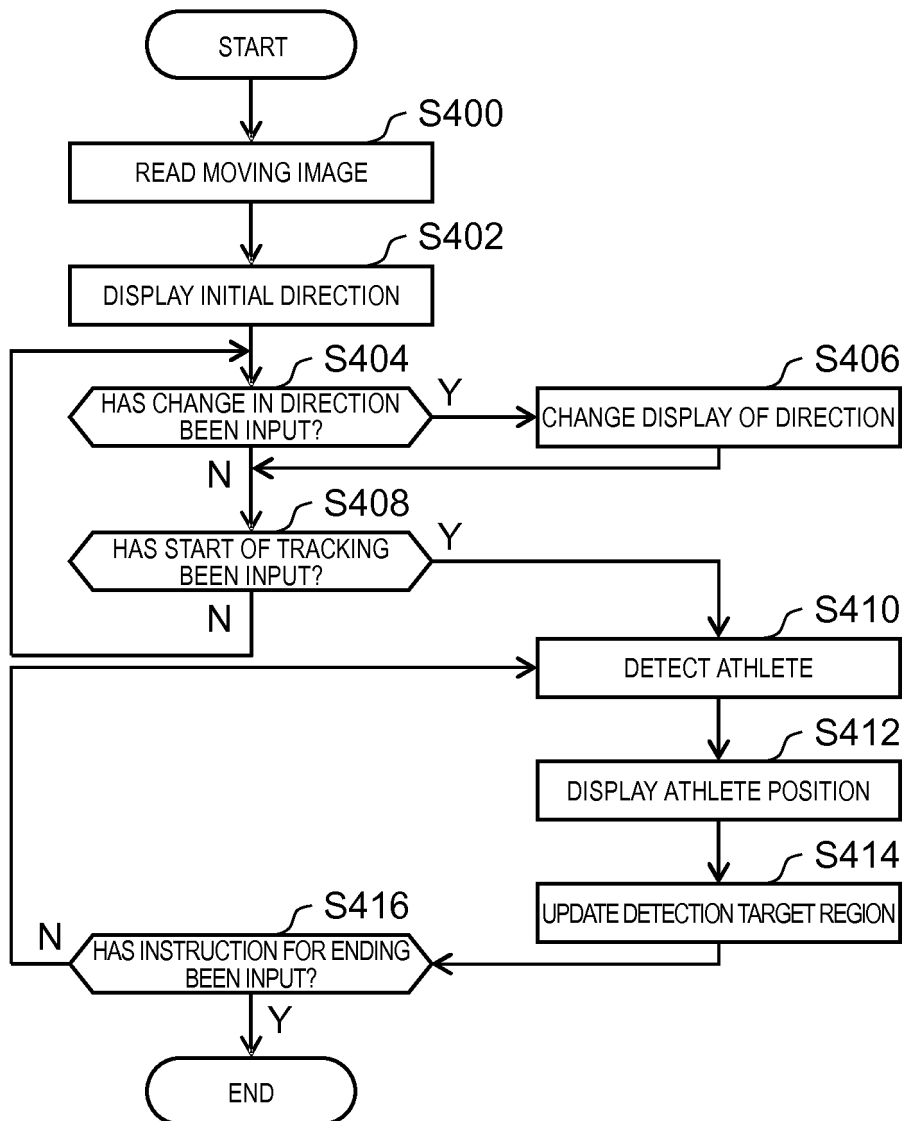 START
S400
READ MOVING IMAGE
S402
DISPLAY INITIAL DIRECTION
S404
HAS CHANGE IN DIRECTION
BEEN INPUT?
Y
N
S406
CHANGE DISPLAY OF DIRECTION
S408
HAS START OF TRACKING
BEEN INPUT?
Y
N
S410
DETECT ATHLETE
S412
DISPLAY ATHLETE POSITION
S414
UPDATE DETECTION TARGET REGION
S416
HAS INSTRUCTION FOR ENDING
BEEN INPUT?
N
Y
END